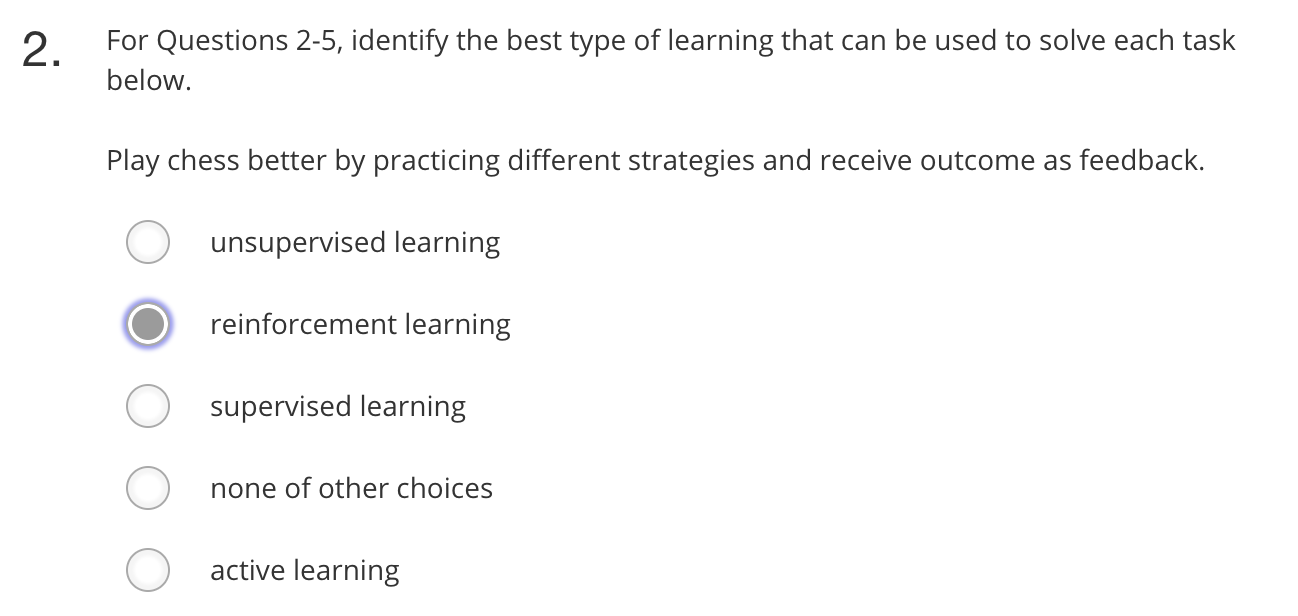 2. For Questions 2-5, identify the best type of learning that can be used to solve each task
below.
Play chess better by practicing different strategies and receive outcome as feedback.
unsupervised learning
reinforcement learning
supervised learning
none of other choices
active learning